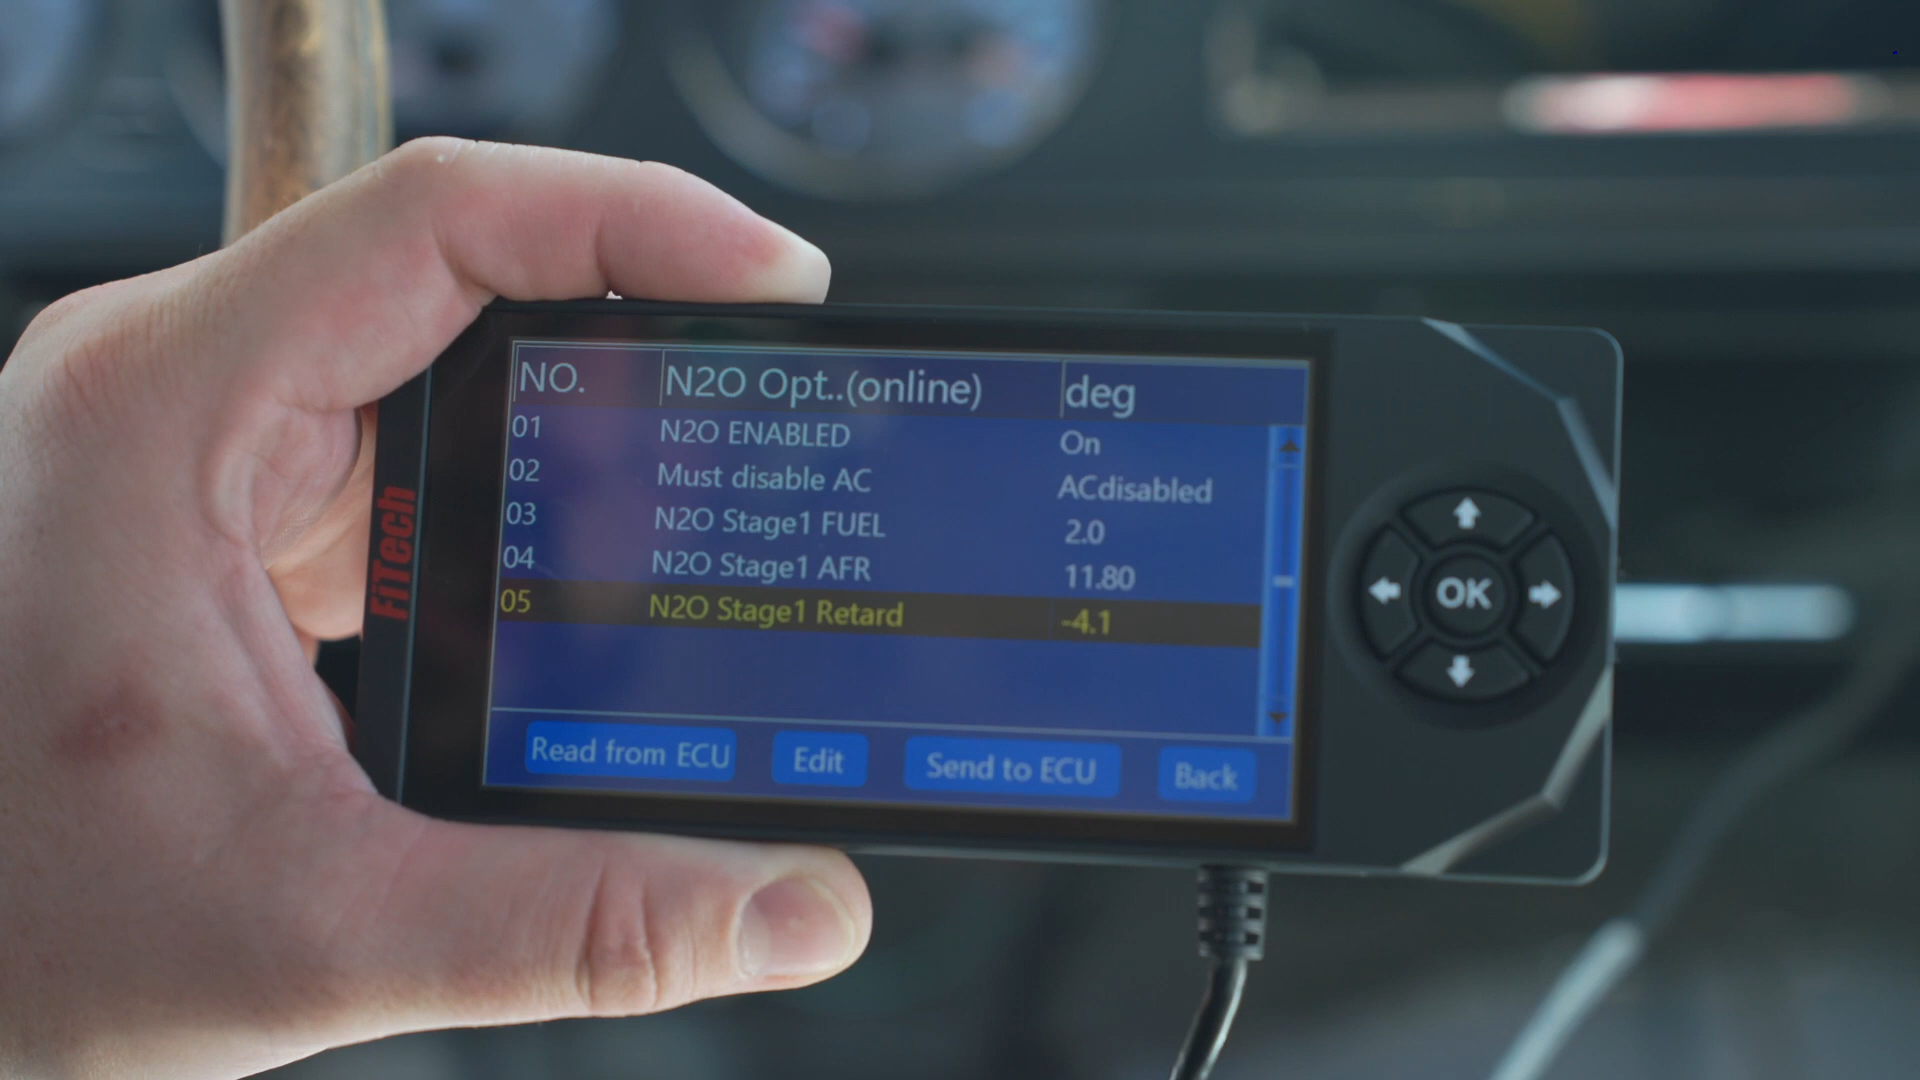 NO. N2O Opt..(online) deg
01 N2O ENABLED On
02 Must disable AC ACdisabled
03 N2O Stage1 FUEL 2.0
04 N2O Stage1 AFR 11.80
05 N2O Stage1 Retard -4.1
Read from ECU Edit Send to ECU Back
FiTech
OK